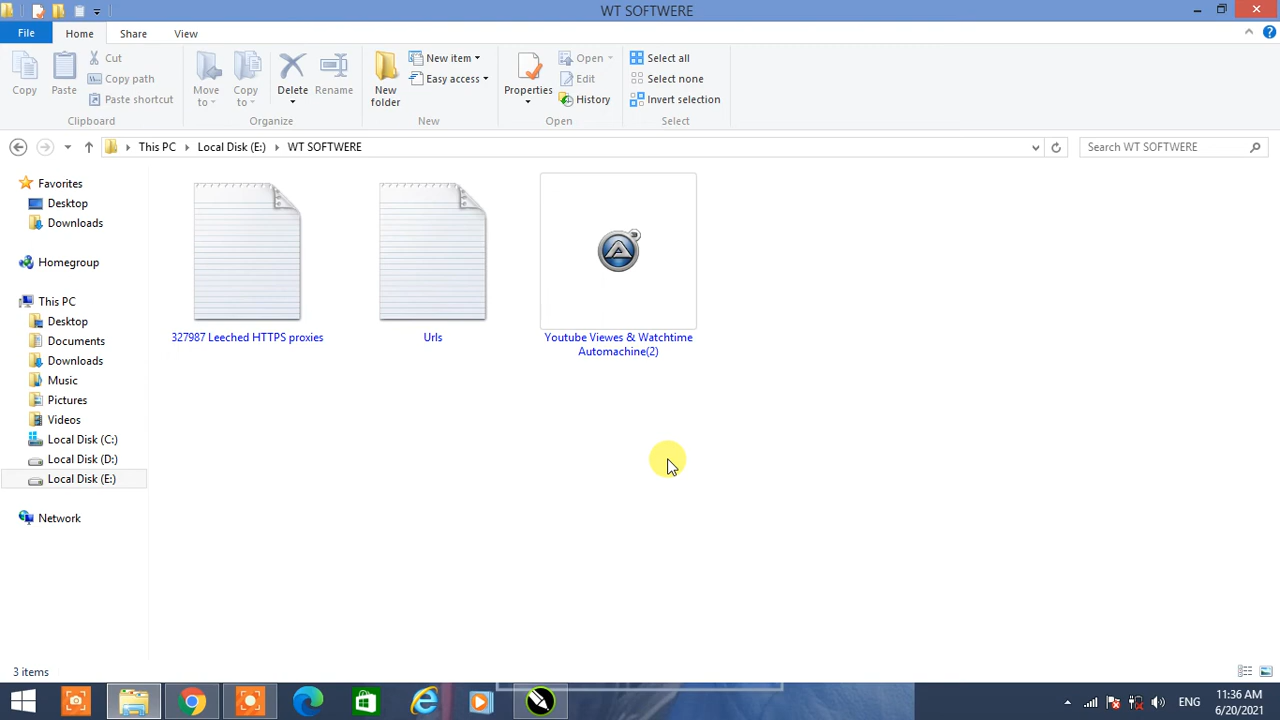 WT SOFTWERE
File
Home
Share
View
Copy
Paste
Cut
Copy path
Paste shortcut
Clipboard
Move to
Copy to
Delete
Rename
Organize
New folder
New item
Easy access
New
Properties
Open
Edit
History
Open
Select all
Select none
Invert selection
Select
This PC
Local Disk (E:)
WT SOFTWERE
Search WT SOFTWERE
Favorites
Desktop
Downloads
Homegroup
This PC
Desktop
Documents
Downloads
Music
Pictures
Videos
Local Disk (C:)
Local Disk (D:)
Local Disk (E:)
Network
327987 Leeched HTTPS proxies
Urls
Youtube Viewes & Watchtime
Automachine(2)
3 items
ENG
11:36 AM
6/20/2021